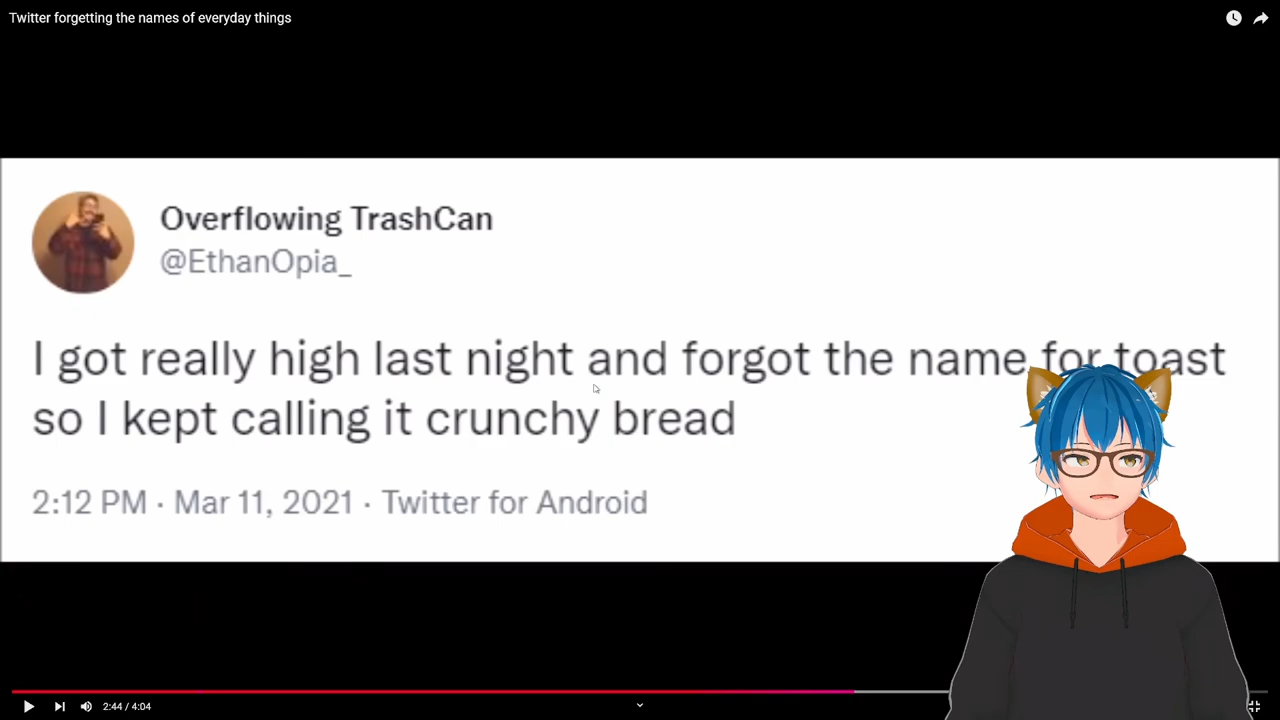 Twitter forgetting the names of everyday things
Overflowing TrashCan
@EthanOpia_
I got really high last night and forgot the name for toast
so I kept calling it crunchy bread
2:12 PM · Mar 11, 2021 · Twitter for Android
2:44 / 4:04